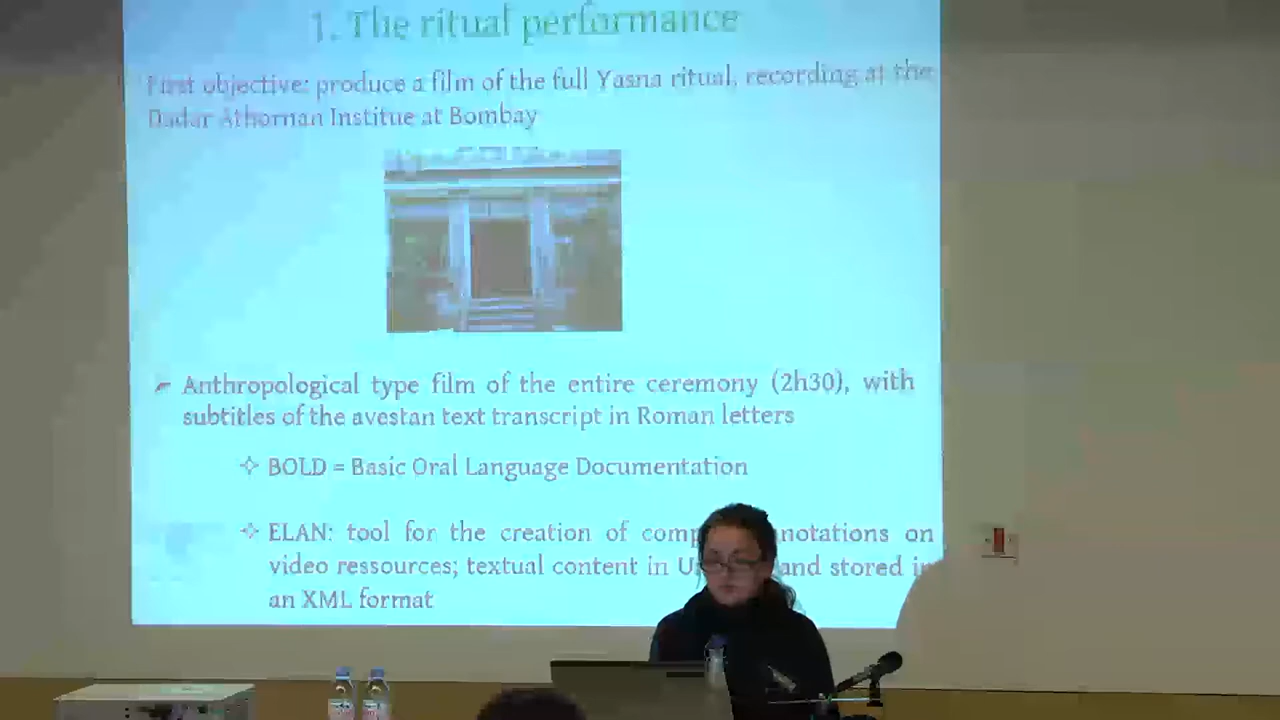 1. The ritual performance
First objective: produce a film of the full Yasna ritual, recording at the
Dadar Athornan Institue at Bombay
Anthropological type film of the entire ceremony (2h30), with
subtitles of the avestan text transcript in Roman letters
BOLD = Basic Oral Language Documentation
ELAN: tool for the creation of comp notations on
video ressources; textual content in U and stored in
an XML format